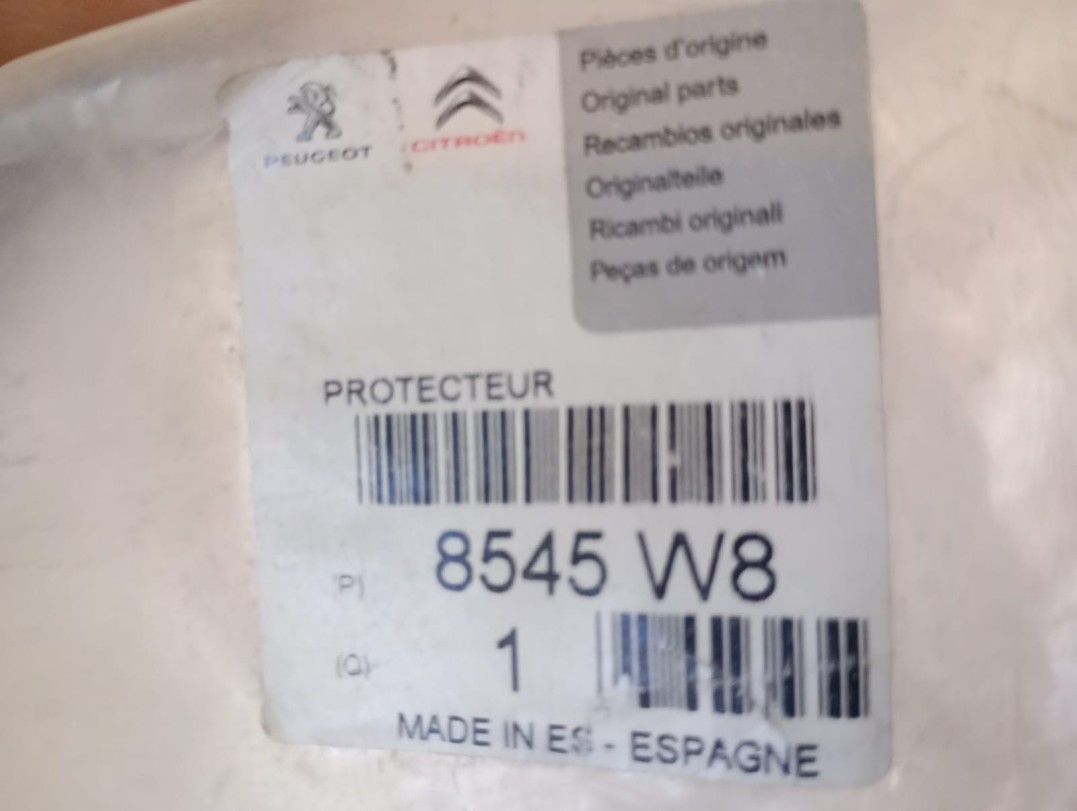 PEUGEOT
CITROËN
Pièces d'origine
Original parts
Recambios originales
Originalteile
Ricambi originali
Peças de origem
PROTECTEUR
(P) 8545 W8
(Q) 1
MADE IN ES - ESPAGNE